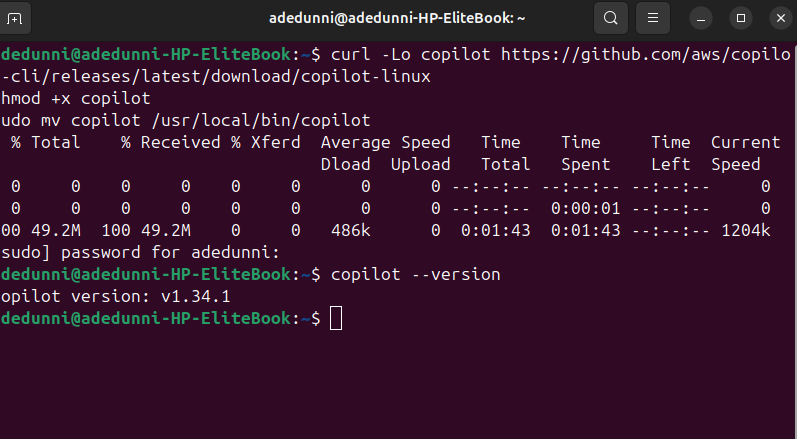 adedunni@adedunni-HP-EliteBook: ~
dedunni@adedunni-HP-EliteBook:~$ curl -Lo copilot https://github.com/aws/copilo
-cli/releases/latest/download/copilot-linux
hmod +x copilot
udo mv copilot /usr/local/bin/copilot
% Total % Received % Xferd Average Speed Time Time Time Current
Dload Upload Total Spent Left Speed
0 0 0 0 0 0 0 0 --:--:-- --:--:-- --:--:-- 0
0 0 0 0 0 0 0 0 --:--:-- 0:00:01 --:--:-- 0
00 49.2M 100 49.2M 0 0 486k 0 0:01:43 0:01:43 --:--:-- 1204k
sudo] password for adedunni:
dedunni@adedunni-HP-EliteBook:~$ copilot --version
opilot version: v1.34.1
dedunni@adedunni-HP-EliteBook:~$